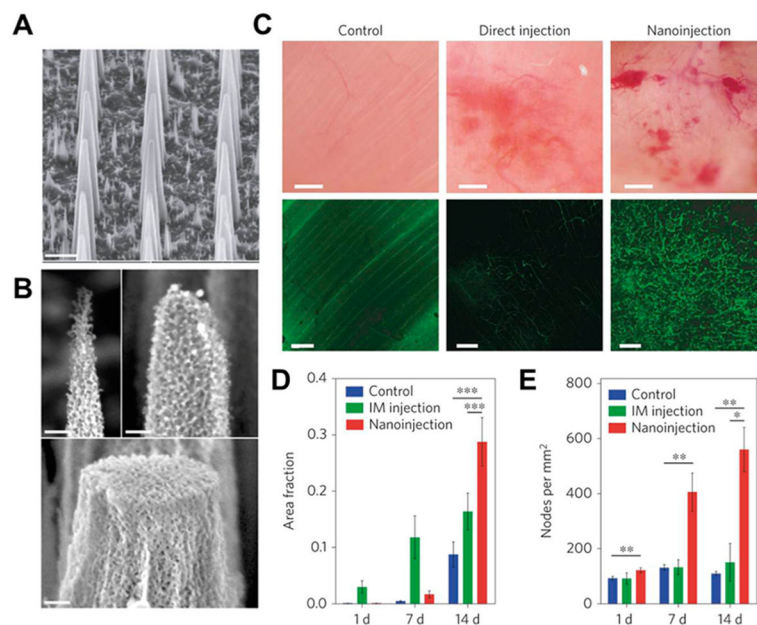 A
B
C
Control
Direct injection
Nanoinjection
D
0.4
0.3
0.2
0.1
0.0
Area fraction
Control
IM injection
Nanoinjection
***
***
1 d
7 d
14 d
E
800
600
400
200
0
Nodes per mm²
Control
IM injection
Nanoinjection
**
**
**
*
1 d
7 d
14 d